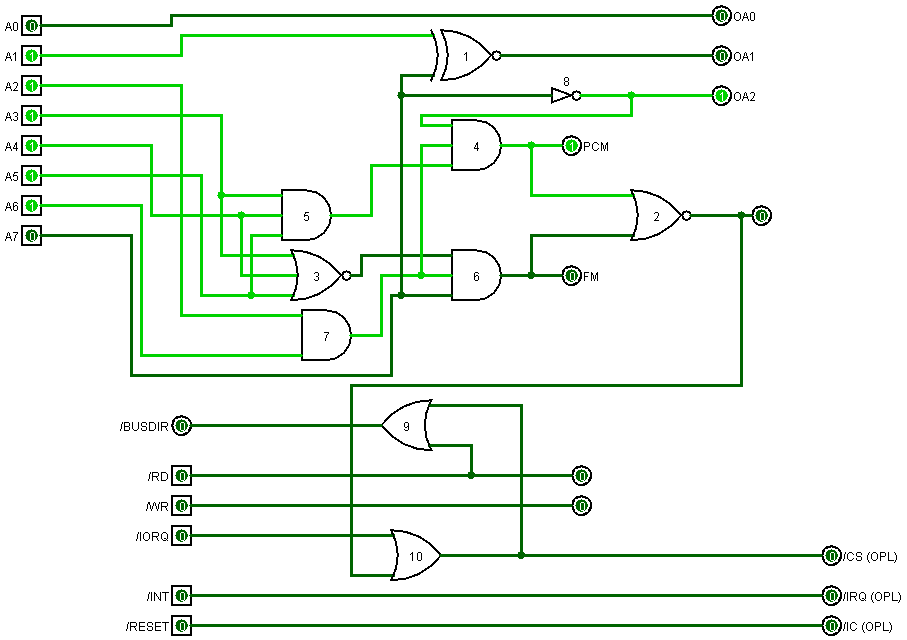 A0 0 0 OA0
A1 1 1 0 OA1
A2 1 8
A3 1 1 OA2
A4 1 4 1 PCM
A5 1
A6 1 5 2 0
A7 0
3 6 0 FM
7
/BUSDIR 0 9
/RD 0 0
/WR 0 0
/IORQ 0
10 0 /CS (OPL)
/INT 0 0 /IRQ (OPL)
/RESET 0 0 /IC (OPL)